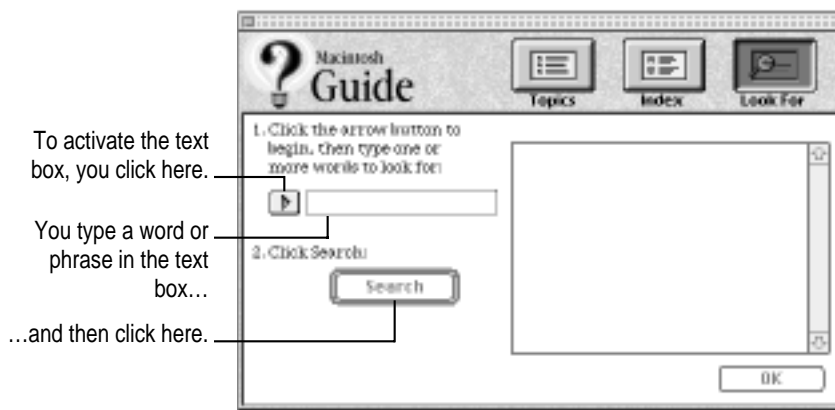 Macintosh
Guide
Topics
Index
Look For
To activate the text
box, you click here.
1. Click the arrow button to
begin, then type one or
more words to look for:
You type a word or
phrase in the text
box…
2. Click Search:
Search
…and then click here.
OK